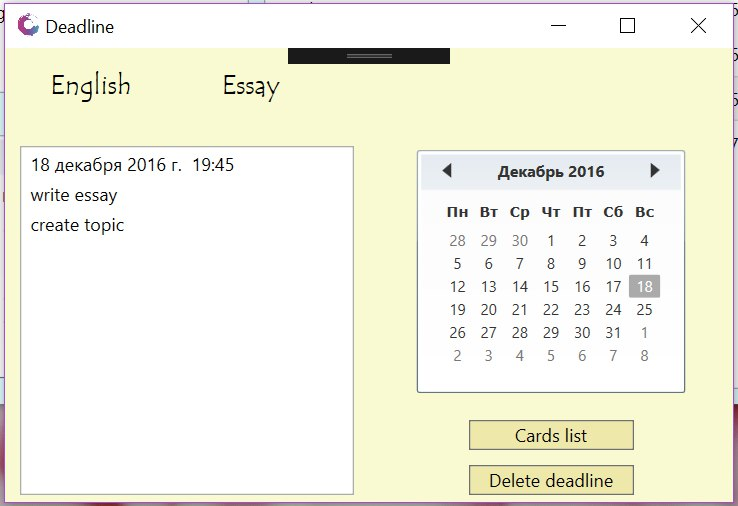 Deadline
English Essay
18 декабря 2016 г. 19:45
write essay
create topic
Декабрь 2016
Пн Вт Ср Чт Пт Сб Вс
28 29 30 1 2 3 4
5 6 7 8 9 10 11
12 13 14 15 16 17 18
19 20 21 22 23 24 25
26 27 28 29 30 31 1
2 3 4 5 6 7 8
Cards list
Delete deadline